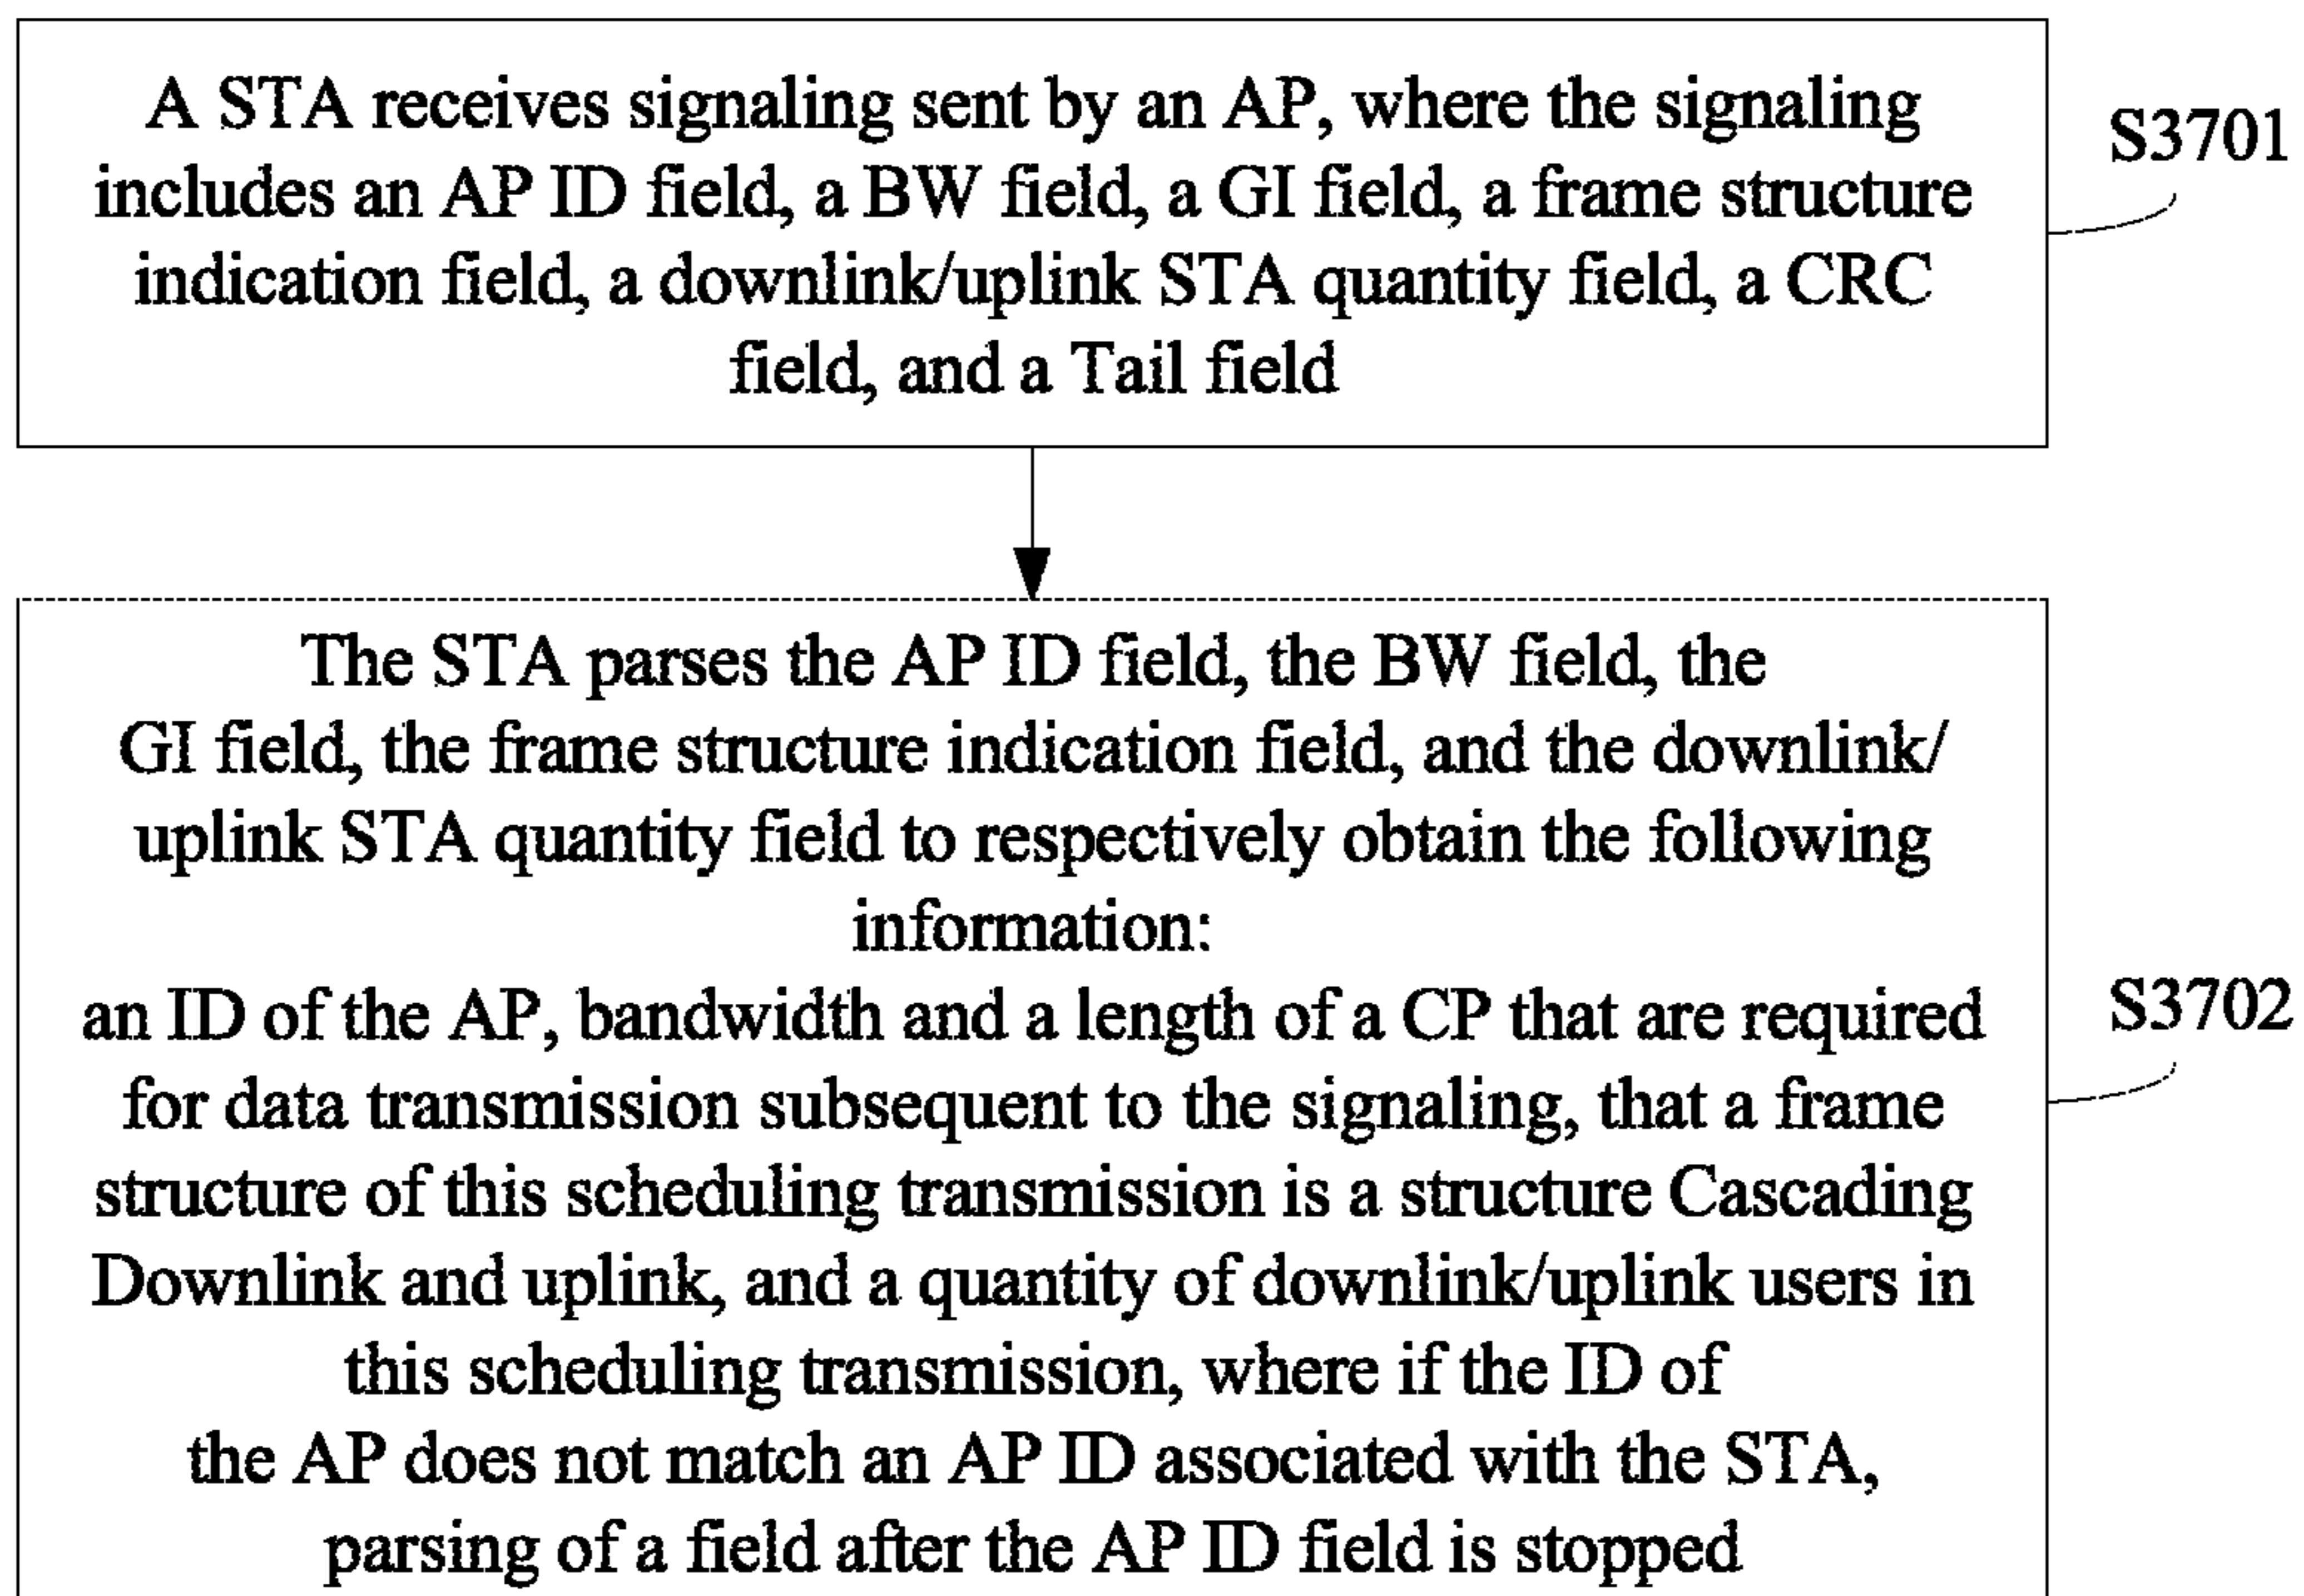 A STA receives signaling sent by an AP, where the signaling
includes an AP ID field, a BW field, a GI field, a frame structure
indication field, a downlink/uplink STA quantity field, a CRC
field, and a Tail field
S3701
The STA parses the AP ID field, the BW field, the
GI field, the frame structure indication field, and the downlink/
uplink STA quantity field to respectively obtain the following
information:
an ID of the AP, bandwidth and a length of a CP that are required
for data transmission subsequent to the signaling, that a frame
structure of this scheduling transmission is a structure Cascading
Downlink and uplink, and a quantity of downlink/uplink users in
this scheduling transmission, where if the ID of
the AP does not match an AP ID associated with the STA,
parsing of a field after the AP ID field is stopped
S3702